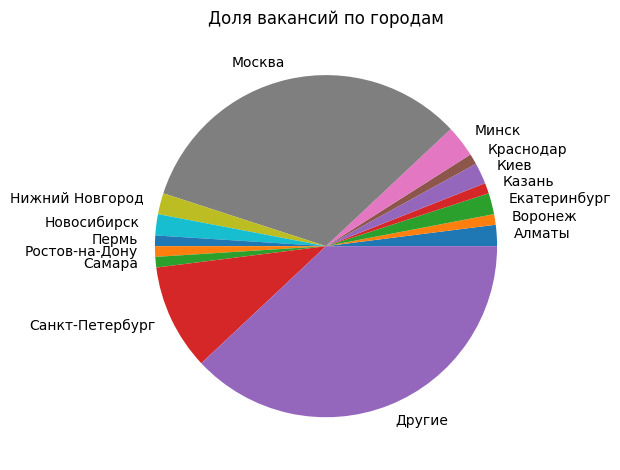 Доля вакансий по городам
Москва
Минск
Краснодар
Киев
Казань
Екатеринбург
Воронеж
Алматы
Нижний Новгород
Новосибирск
Пермь
Ростов-на-Дону
Самара
Санкт-Петербург
Другие